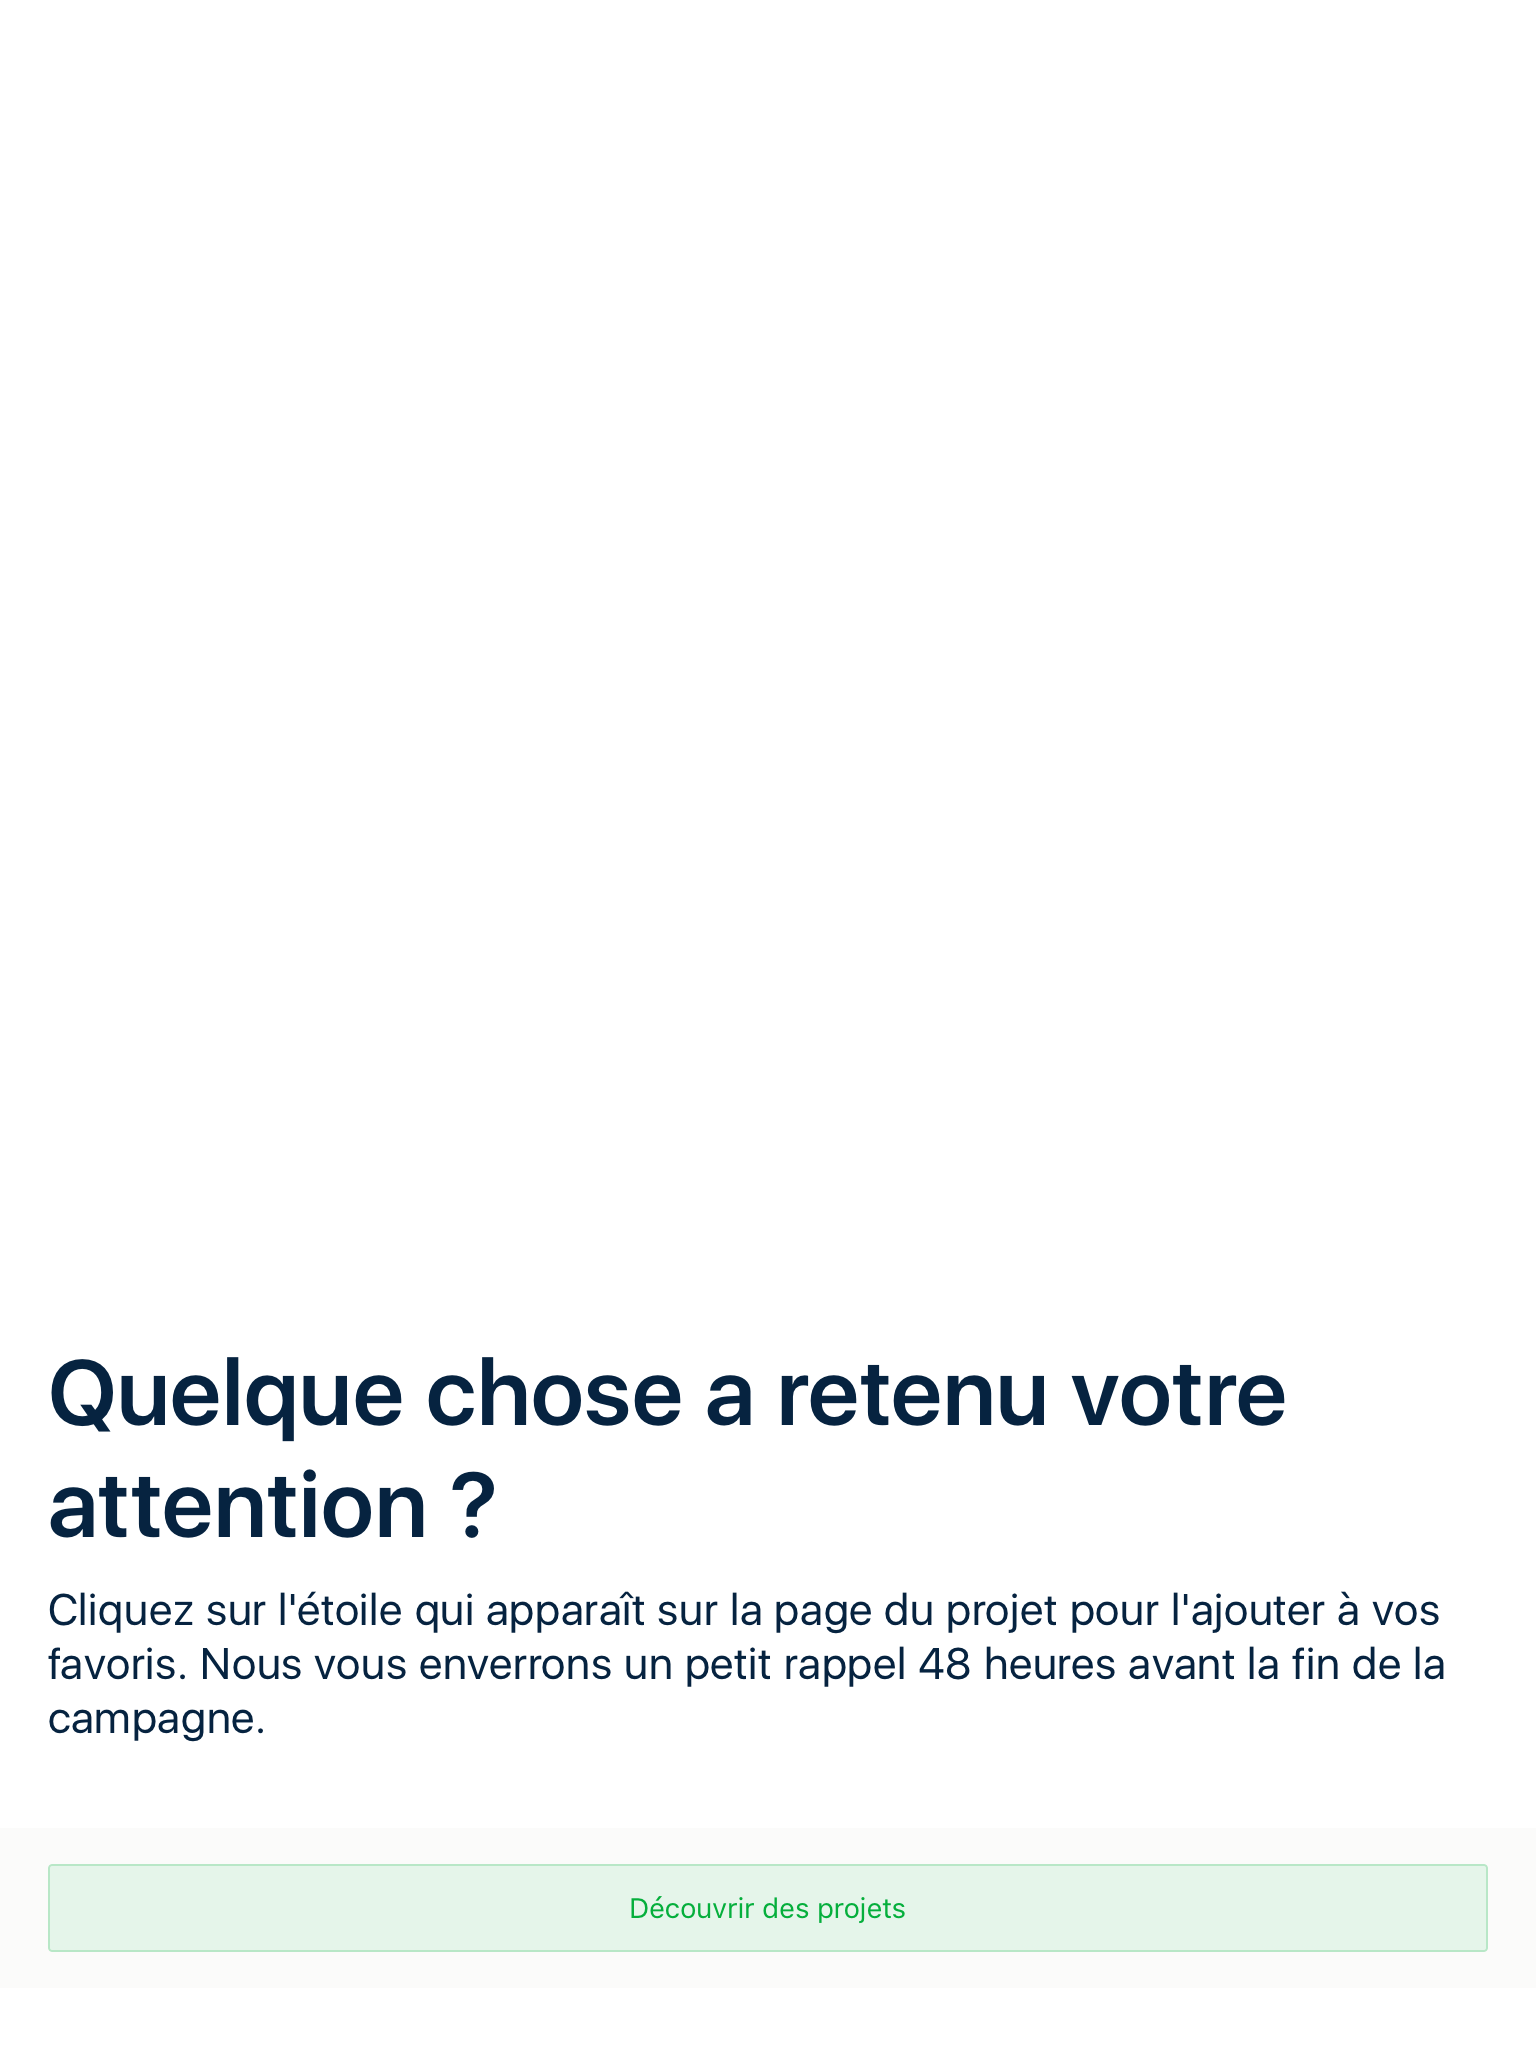 Quelque chose a retenu votre
attention ?
Cliquez sur l'étoile qui apparaît sur la page du projet pour l'ajouter à vos
favoris. Nous vous enverrons un petit rappel 48 heures avant la fin de la
campagne.
Découvrir des projets